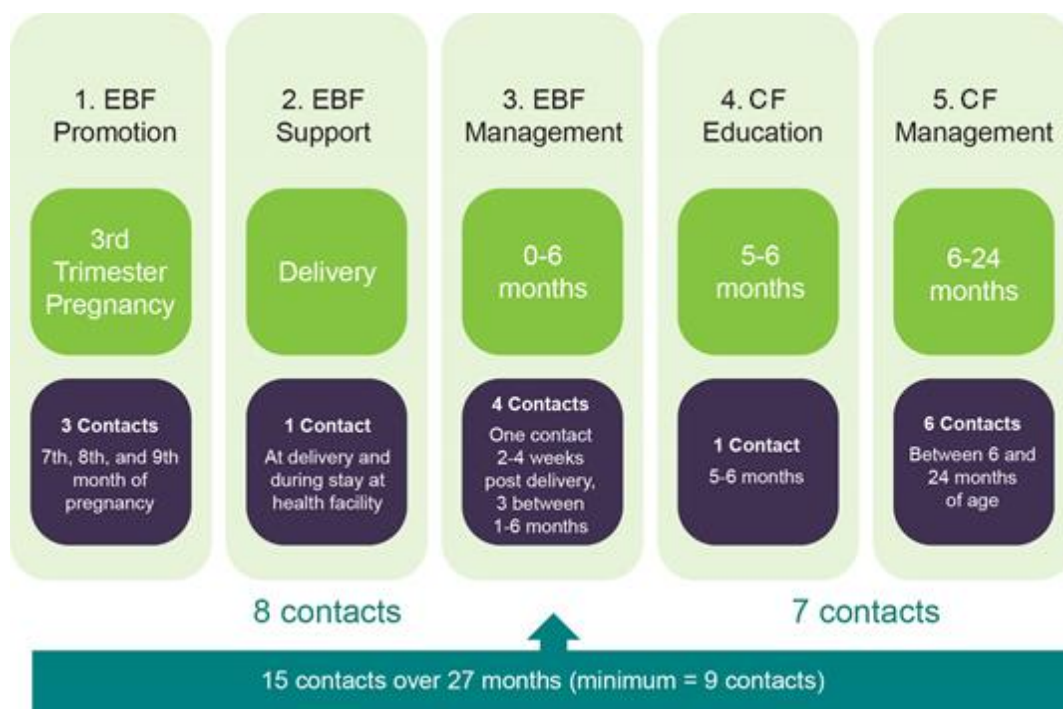 1. EBF
Promotion
3rd
Trimester
Pregnancy
3 Contacts
7th, 8th, and 9th
month of
pregnancy
2. EBF
Support
Delivery
1 Contact
At delivery and
during stay at
health facility
3. EBF
Management
0-6
months
4 Contacts
One contact
2-4 weeks
post delivery,
3 between
1-6 months
4. CF
Education
5-6
months
1 Contact
5-6 months
5. CF
Management
6-24
months
6 Contacts
Between 6 and
24 months
of age
8 contacts
7 contacts
15 contacts over 27 months (minimum = 9 contacts)